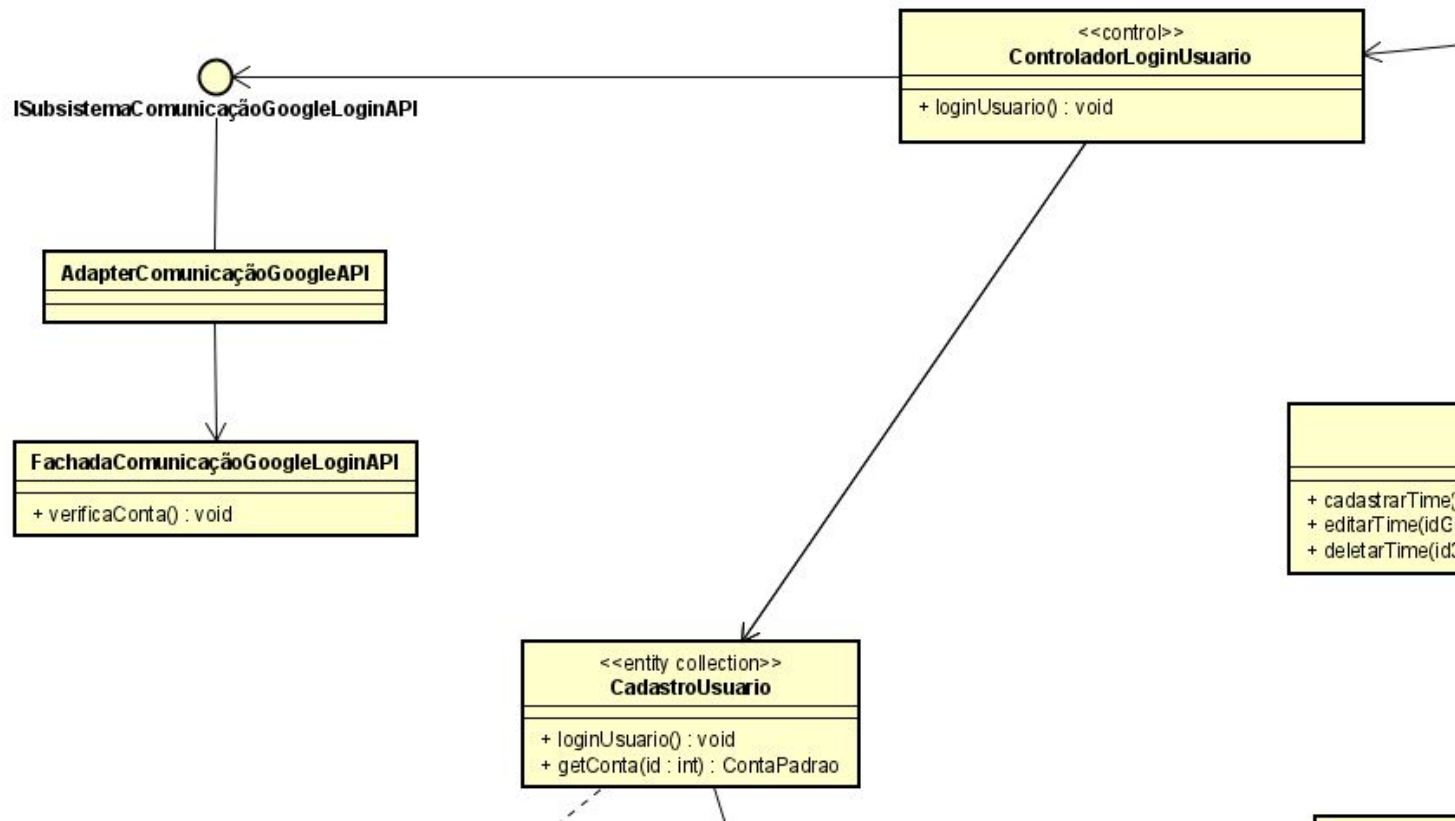 <<control>>
ControladorLoginUsuario
+ loginUsuario() : void
ISubsistemaComunicaçãoGoogleLoginAPI
AdapterComunicaçãoGoogleAPI
FachadaComunicaçãoGoogleLoginAPI
+ verificaConta() : void
+ cadastrarTime(
+ editarTime(idG
+ deletarTime(id
<<entity collection>>
CadastroUsuario
+ loginUsuario() : void
+ getConta(id : int) : ContaPadrao